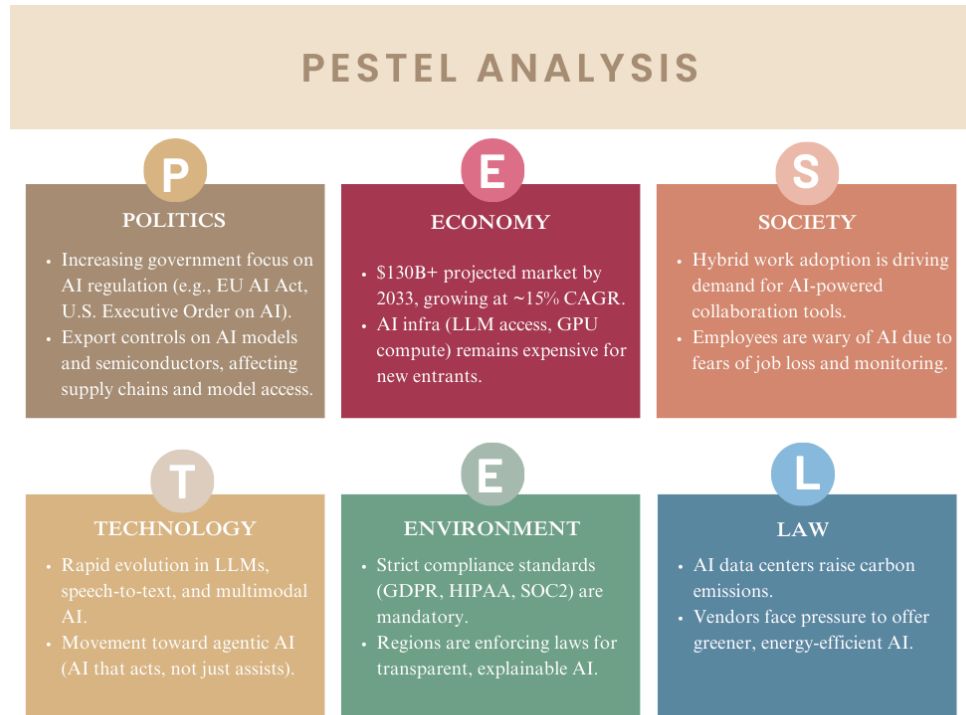 PESTEL ANALYSIS
P
POLITICS
• Increasing government focus on
AI regulation (e.g., EU AI Act,
U.S. Executive Order on AI).
• Export controls on AI models
and semiconductors, affecting
supply chains and model access.
E
ECONOMY
• $130B+ projected market by
2033, growing at ~15% CAGR.
• AI infra (LLM access, GPU
compute) remains expensive for
new entrants.
S
SOCIETY
• Hybrid work adoption is driving
demand for AI-powered
collaboration tools.
• Employees are wary of AI due to
fears of job loss and monitoring.
T
TECHNOLOGY
• Rapid evolution in LLMs,
speech-to-text, and multimodal
AI.
• Movement toward agentic AI
(AI that acts, not just assists).
E
ENVIRONMENT
• Strict compliance standards
(GDPR, HIPAA, SOC2) are
mandatory.
• Regions are enforcing laws for
transparent, explainable AI.
L
LAW
• AI data centers raise carbon
emissions.
• Vendors face pressure to offer
greener, energy-efficient AI.